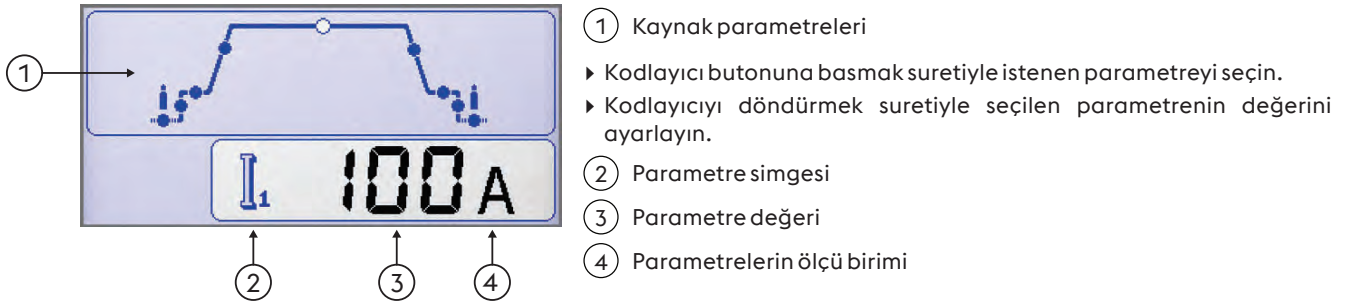 1 Kaynak parametreleri
▸ Kodlayıcı butonuna basmak suretiyle istenen parametreyi seçin.
▸ Kodlayıcıyı döndürmek suretiyle seçilen parametrenin değerini
ayarlayın.
2 Parametre simgesi
3 Parametre değeri
4 Parametrelerin ölçü birimi
1
I1 100 A
2 3 4